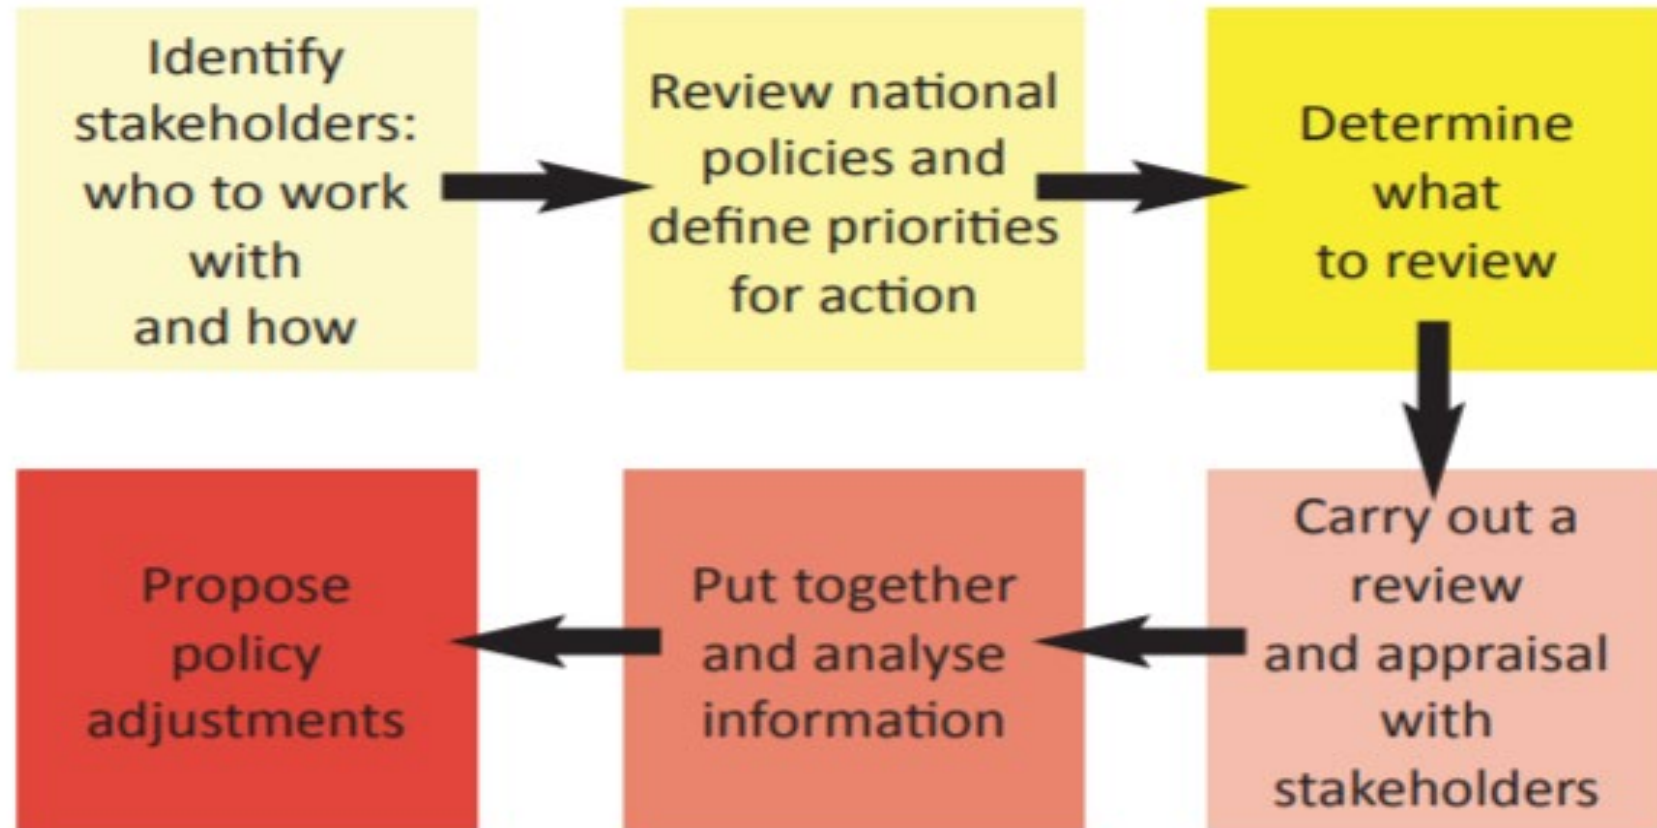 Identify
stakeholders:
who to work
with
and how
Review national
policies and
define priorities
for action
Determine
what
to review
Carry out a
review
and appraisal
with
stakeholders
Put together
and analyse
information
Propose
policy
adjustments